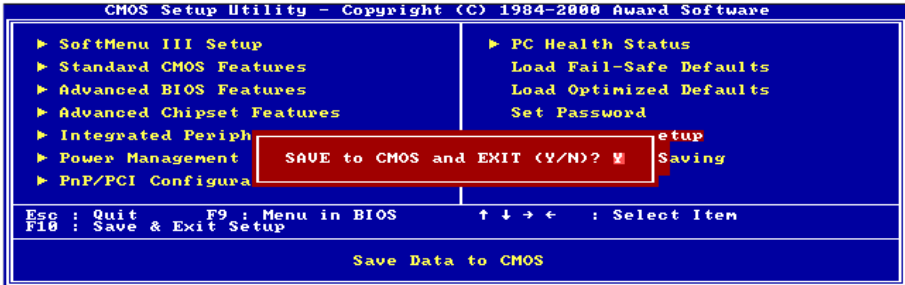 CMOS Setup Utility - Copyright (C) 1984-2000 Award Software
► SoftMenu III Setup
► Standard CMOS Features
► Advanced BIOS Features
► Advanced Chipset Features
► Integrated Periph
► Power Management
► PnP/PCI Configura
► PC Health Status
Load Fail-Safe Defaults
Load Optimized Defaults
Set Password
etup
Saving
SAVE to CMOS and EXIT (Y/N)? Y
Esc : Quit F9 : Menu in BIOS ↑ ↓ → ← : Select Item
F10 : Save & Exit Setup
Save Data to CMOS